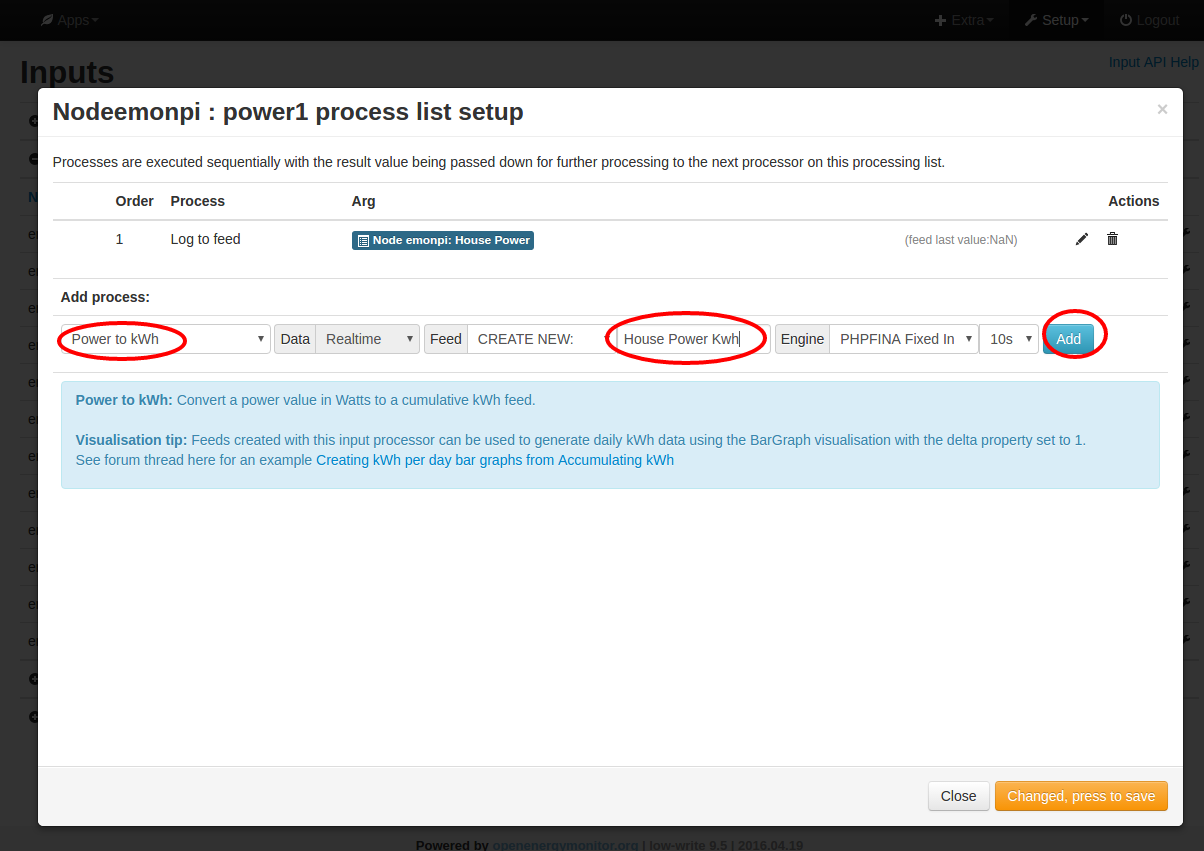 Apps
Extra
Setup
Logout
Inputs
Input API Help
Nodeemonpi : power1 process list setup
×
Processes are executed sequentially with the result value being passed down for further processing to the next processor on this processing list.
Order Process Arg Actions
1 Log to feed Node emonpi: House Power (feed last value:NaN)
Add process:
Power to kWh Data Realtime Feed CREATE NEW: House Power Kwh Engine PHPFINA Fixed In 10s Add
Power to kWh: Convert a power value in Watts to a cumulative kWh feed.
Visualisation tip: Feeds created with this input processor can be used to generate daily kWh data using the BarGraph visualisation with the delta property set to 1.
See forum thread here for an example Creating kWh per day bar graphs from Accumulating kWh
Close Changed, press to save
Powered by openenergymonitor.org | low-write 9.5 | 2016.04.19